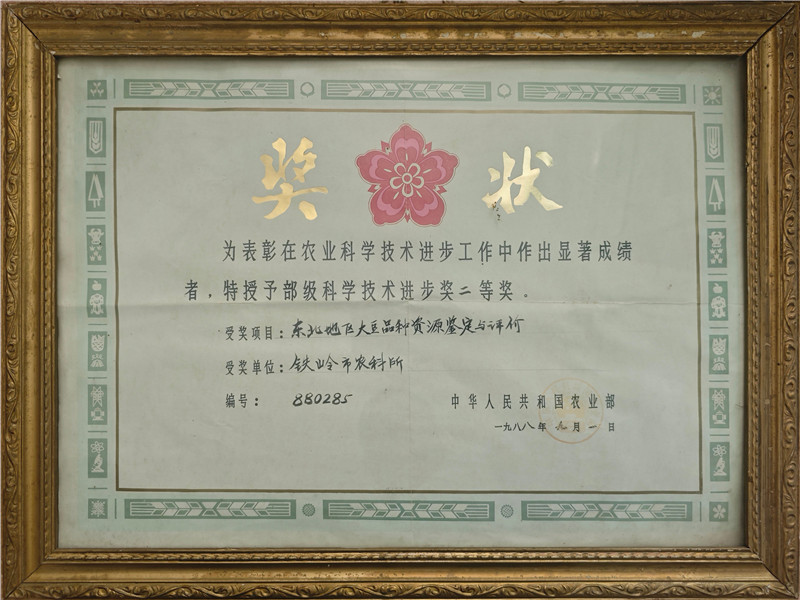 奖状
为表彰在农业科学技术进步工作中作出显著成绩
者，特授予部级科学技术进步奖二等奖。
受奖项目：东北地区大豆品种资源鉴定与评价
受奖单位：铁岭市农科所
编号：880285
中华人民共和国农业部
一九八八年九月一日